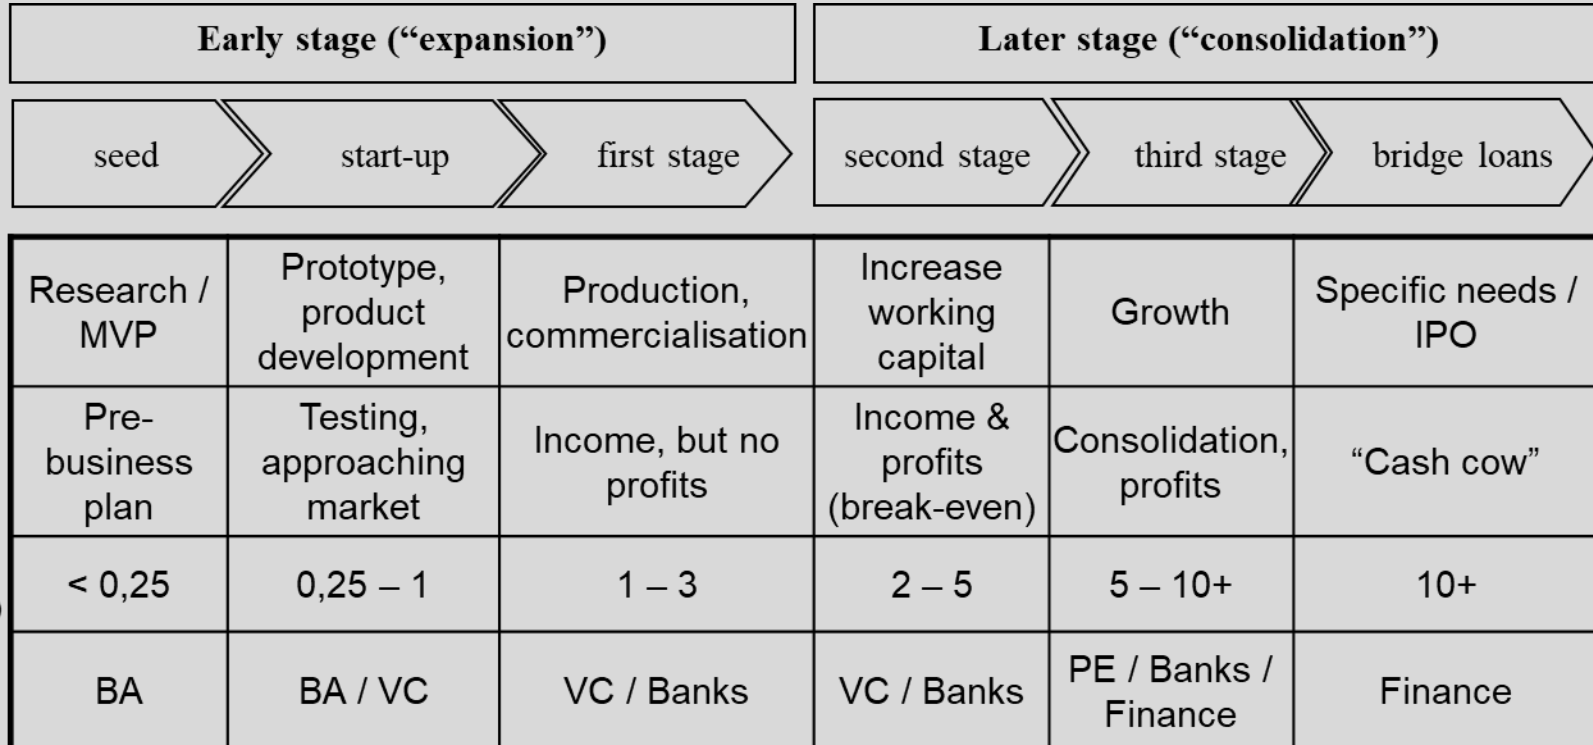 Early stage (“expansion”)
Later stage (“consolidation”)
seed
start-up
first stage
second stage
third stage
bridge loans
Research /
MVP
Prototype,
product
development
Production,
commercialisation
Increase
working
capital
Growth
Specific needs /
IPO
Pre-
business
plan
Testing,
approaching
market
Income, but no
profits
Income &
profits
(break-even)
Consolidation,
profits
“Cash cow”
< 0,25
0,25 – 1
1 – 3
2 – 5
5 – 10+
10+
BA
BA / VC
VC / Banks
VC / Banks
PE / Banks /
Finance
Finance